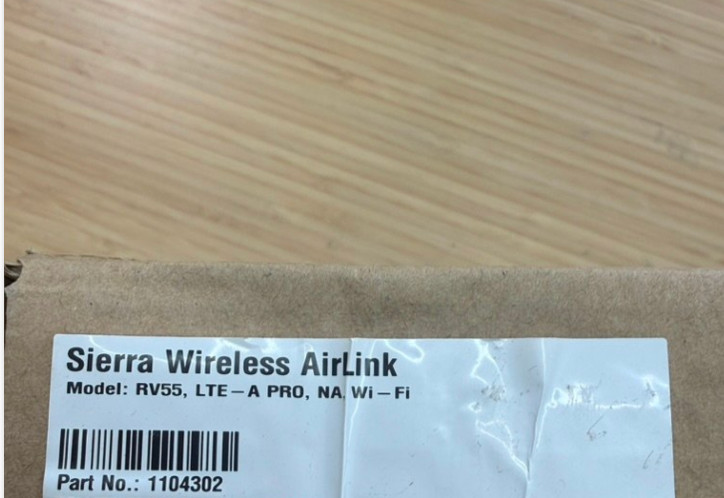 Sierra Wireless AirLink
Model: RV55, LTE-A PRO, NA, Wi-Fi
Part No.: 1104302